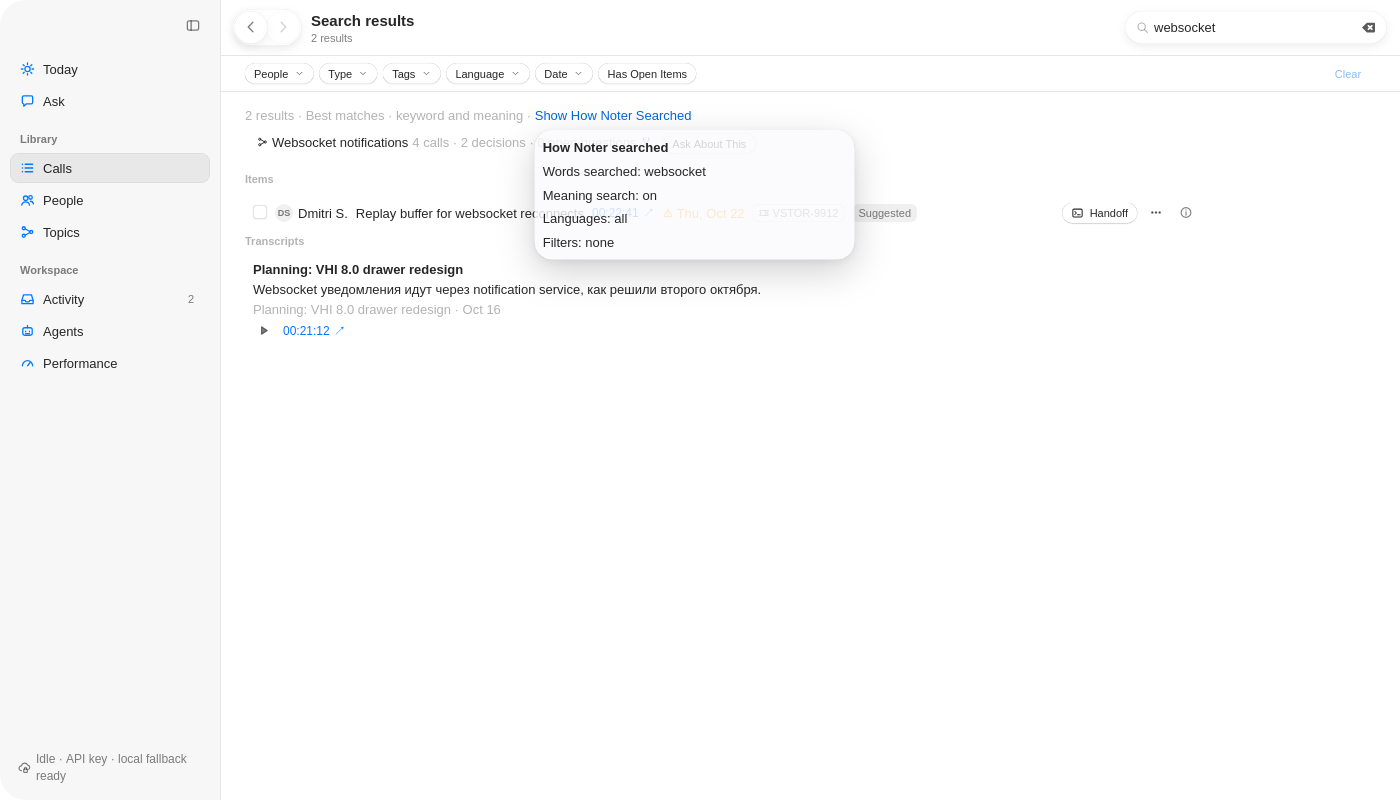 Search results
2 results
websocket
Today
Ask
Library
Calls
People
Topics
Workspace
Activity 2
Agents
Performance
Idle · API key · local fallback
ready
People Type Tags Language Date Has Open Items Clear
2 results · Best matches · keyword and meaning · Show How Noter Searched
Websocket notifications 4 calls · 2 decisions · Ask About This
Items
DS Dmitri S. Replay buffer for websocket reconnects 00:22:41 Thu, Oct 22 VSTOR-9912 Suggested Handoff
How Noter searched
Words searched: websocket
Meaning search: on
Languages: all
Filters: none
Transcripts
Planning: VHI 8.0 drawer redesign
Websocket уведомления идут через notification service, как решили второго октября.
Planning: VHI 8.0 drawer redesign · Oct 16
00:21:12